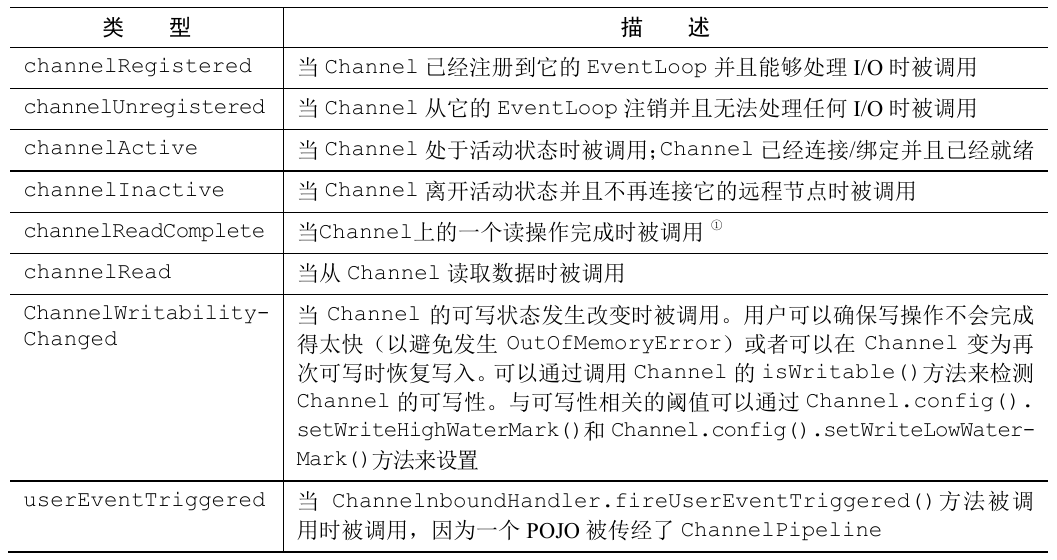 类 型 描 述
channelRegistered 当 Channel 已经注册到它的 EventLoop 并且能够处理 I/O 时被调用
channelUnregistered 当 Channel 从它的 EventLoop 注销并且无法处理任何 I/O 时被调用
channelActive 当 Channel 处于活动状态时被调用；Channel 已经连接/绑定并且已经就绪
channelInactive 当 Channel 离开活动状态并且不再连接它的远程节点时被调用
channelReadComplete 当Channel上的一个读操作完成时被调用 ①
channelRead 当从 Channel 读取数据时被调用
ChannelWritability- 当 Channel 的可写状态发生改变时被调用。用户可以确保写操作不会完成
Changed 得太快（以避免发生 OutOfMemoryError）或者可以在 Channel 变为再
次可写时恢复写入。可以通过调用 Channel 的 isWritable()方法来检测
Channel 的可写性。与可写性相关的阈值可以通过 Channel.config().
setWriteHighWaterMark()和 Channel.config().setWriteLowWater-
Mark()方法来设置
userEventTriggered 当 ChannelnboundHandler.fireUserEventTriggered()方法被调
用时被调用，因为一个 POJO 被传经了 ChannelPipeline